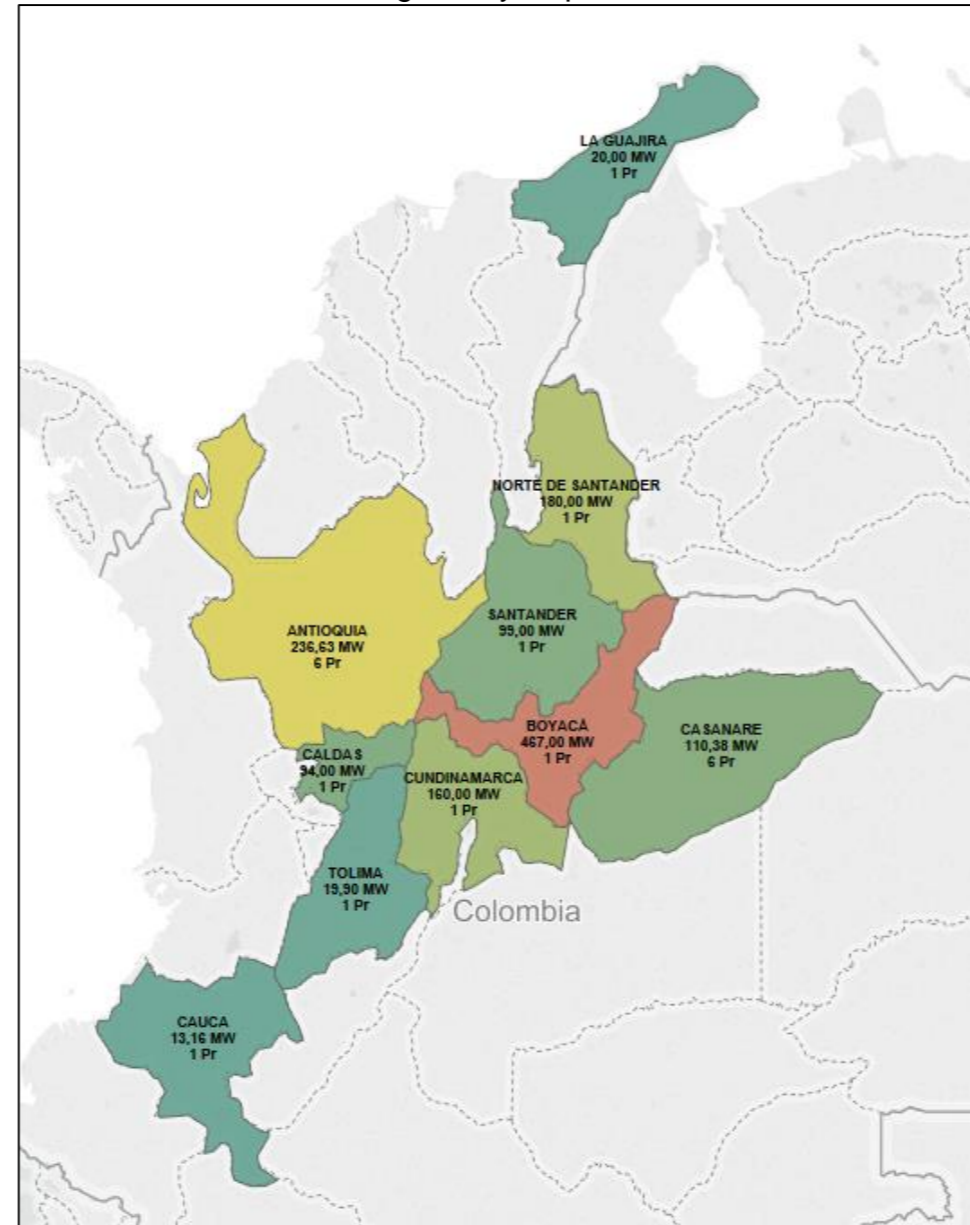 LA GUAJIRA
20,00 MW
1 Pr
NORTE DE SANTANDER
180,00 MW
1 Pr
SANTANDER
99,00 MW
1 Pr
ANTIOQUIA
236,63 MW
6 Pr
BOYACÁ
467,00 MW
1 Pr
CASANARE
110,38 MW
6 Pr
CALDAS
94,00 MW
1 Pr
CUNDINAMARCA
160,00 MW
1 Pr
TOLIMA
19,90 MW
1 Pr
Colombia
CAUCA
13,16 MW
1 Pr